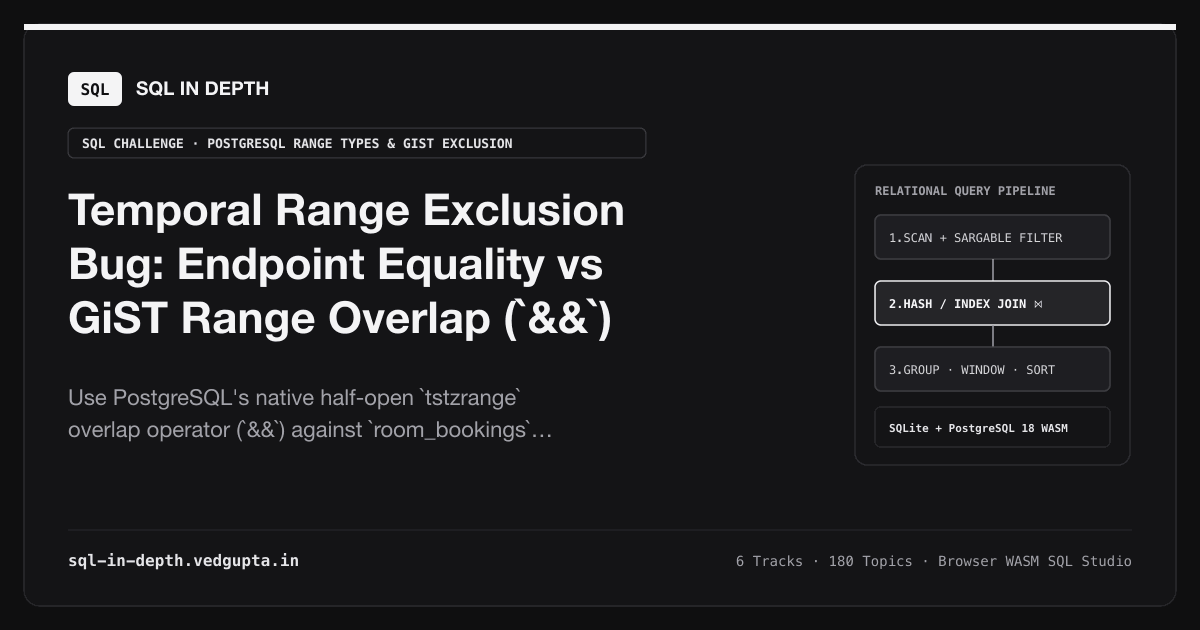 SQL
SQL IN DEPTH
SQL CHALLENGE · POSTGRESQL RANGE TYPES & GIST EXCLUSION
Temporal Range Exclusion
Bug: Endpoint Equality vs
GiST Range Overlap (`&&`)
Use PostgreSQL's native half-open `tstzrange`
overlap operator (`&&`) against `room_bookings`…
RELATIONAL QUERY PIPELINE
1.SCAN + SARGABLE FILTER
2.HASH / INDEX JOIN ⋈
3.GROUP · WINDOW · SORT
SQLite + PostgreSQL 18 WASM
sql-in-depth.vedgupta.in
6 Tracks · 180 Topics · Browser WASM SQL Studio